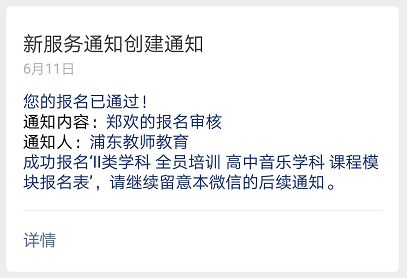 新服务通知创建通知
6月11日
您的报名已通过！
通知内容：郑欢的报名审核
通知人：浦东教师教育
成功报名‘II类学科 全员培训 高中音乐学科 课程模
块报名表’，请继续留意本微信的后续通知。
详情